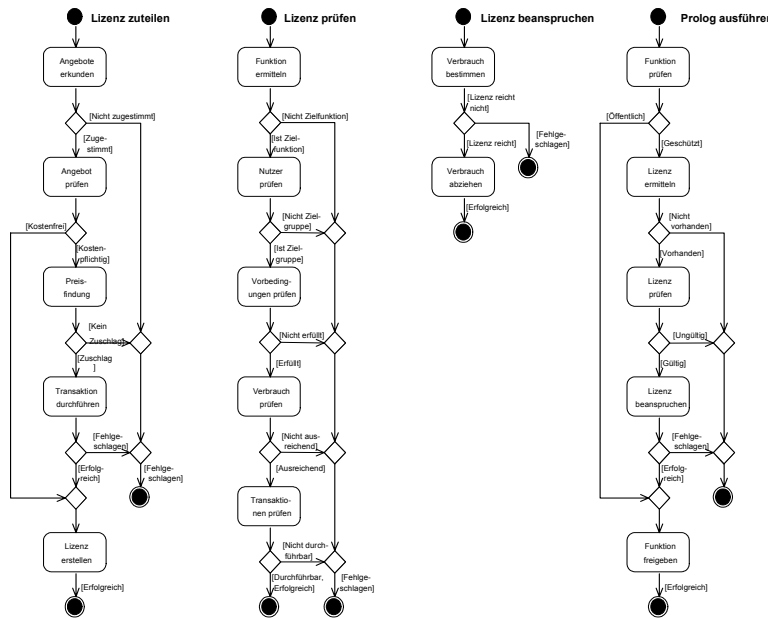 Lizenz zuteilen
Angebote
erkunden
[Nicht zugestimmt]
[Zuge-
stimmt]
Angebot
prüfen
[Kostenfrei]
[Kosten-
pflichtig]
Preis-
findung
[Kein
Zuschlag]
[Zuschlag
]
Transaktion
durchführen
[Fehlge-
schlagen]
[Erfolg-
reich]
[Fehlge-
schlagen]
Lizenz
erstellen
[Erfolgreich]
Lizenz prüfen
Funktion
ermitteln
[Nicht Zielfunktion]
[Ist Ziel-
funktion]
Nutzer
prüfen
[Nicht Ziel-
gruppe]
[Ist Ziel-
gruppe]
Vorbeding-
ungen prüfen
[Nicht erfüllt]
[Erfüllt]
Verbrauch
prüfen
[Nicht aus-
reichend]
[Ausreichend]
Transaktio-
nen prüfen
[Nicht durch-
führbar]
[Durchführbar,
Erfolgreich]
[Fehlge-
schlagen]
Lizenz beanspruchen
Verbrauch
bestimmen
[Lizenz reicht
nicht]
[Lizenz reicht]
[Fehlge-
schlagen]
Verbrauch
abziehen
[Erfolgreich]
Prolog ausführen
Funktion
prüfen
[Öffentlich]
[Geschützt]
Lizenz
ermitteln
[Nicht
vorhanden]
[Vorhanden]
Lizenz
prüfen
[Ungültig]
[Gültig]
Lizenz
beanspruchen
[Fehlge-
schlagen]
[Erfolg-
reich]
Funktion
freigeben
[Erfolgreich]